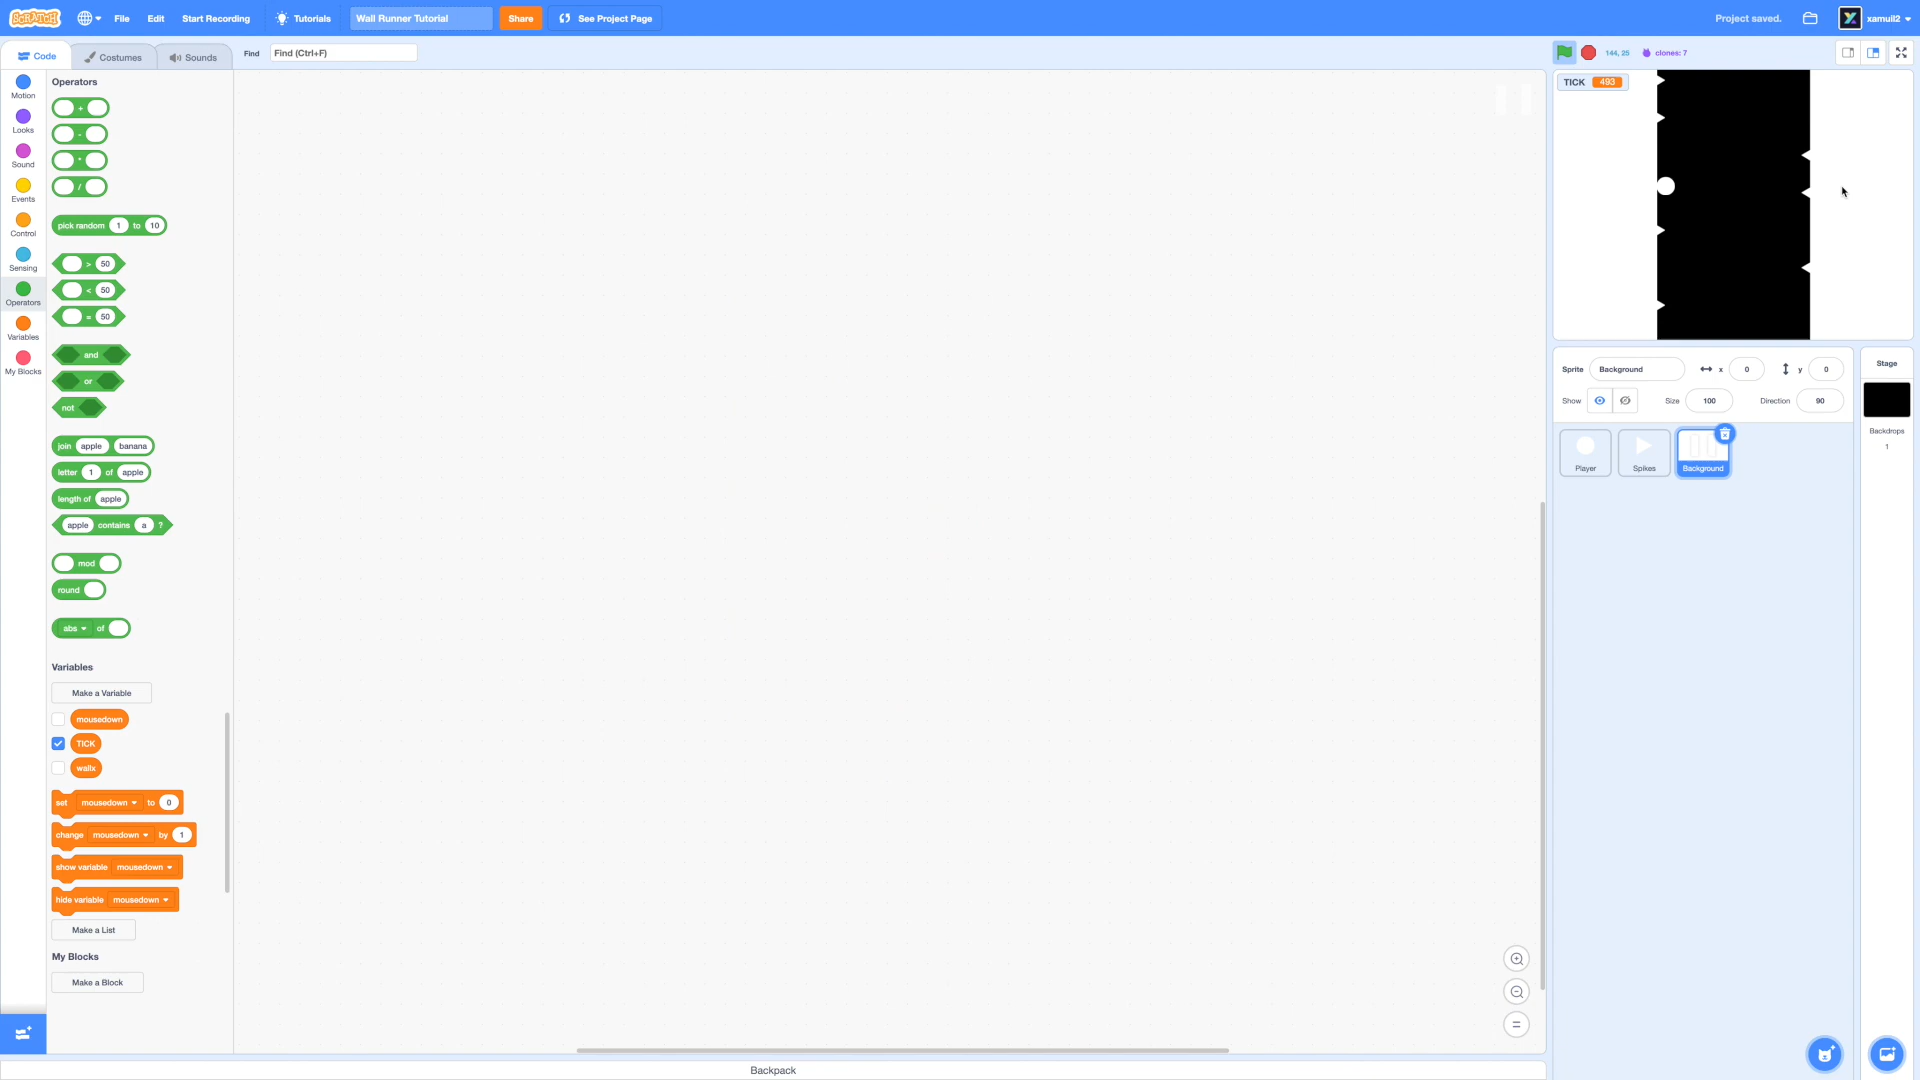 SCRATCH File Edit Start Recording Tutorials Wall Runner Tutorial Share See Project Page Project saved. xamuil2
Code Costumes Sounds Find Find (Ctrl+F) 144, 25 clones: 7
Motion
Looks
Sound
Events
Control
Sensing
Operators
Variables
My Blocks
Operators
+
-
*
/
pick random 1 to 10
> 50
< 50
= 50
and
or
not
join apple banana
letter 1 of apple
length of apple
apple contains a ?
mod
round
abs of
Variables
Make a Variable
mousedown
TICK
wallx
set mousedown to 0
change mousedown by 1
show variable mousedown
hide variable mousedown
Make a List
My Blocks
Make a Block
TICK 493
Sprite Background x 0 y 0
Show Size 100 Direction 90
Player Spikes Background
Stage
Backdrops
1
Backpack